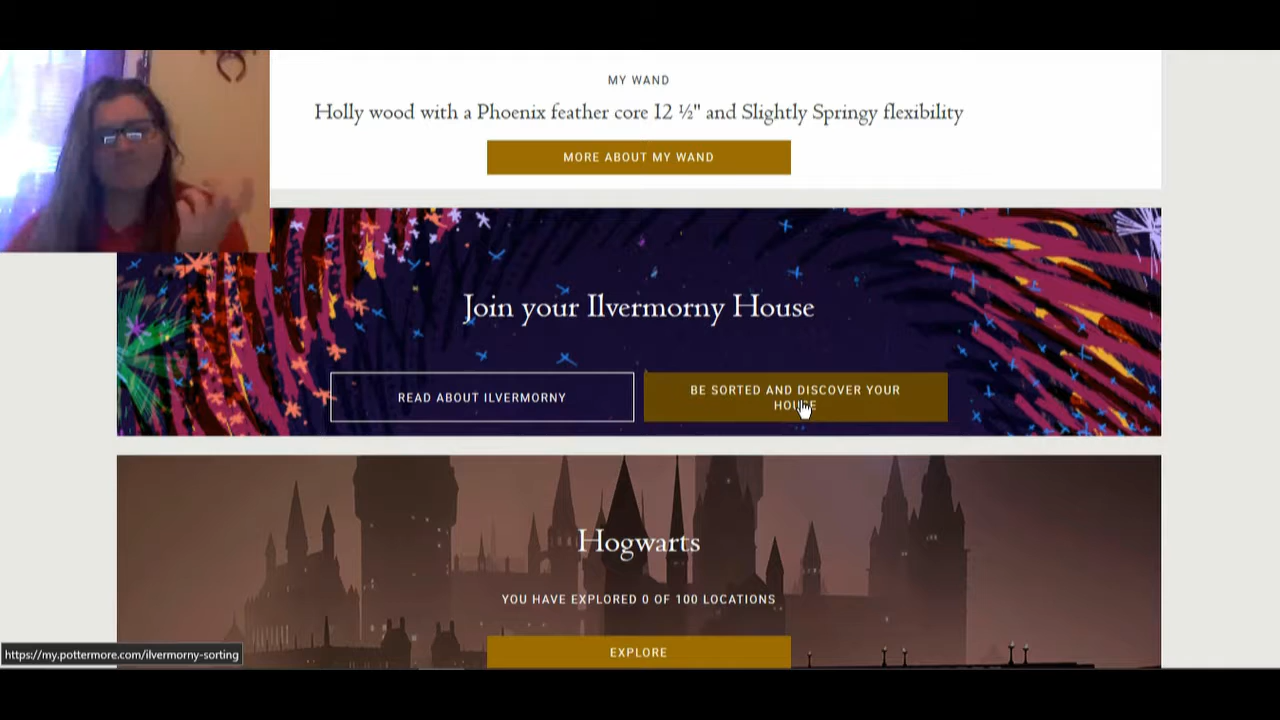 MY WAND
Holly wood with a Phoenix feather core 12 ½" and Slightly Springy flexibility
MORE ABOUT MY WAND
Join your Ilvermorny House
READ ABOUT ILVERMORNY
BE SORTED AND DISCOVER YOUR
HOUSE
Hogwarts
YOU HAVE EXPLORED 0 OF 100 LOCATIONS
EXPLORE
https://my.pottermore.com/ilvermorny-sorting